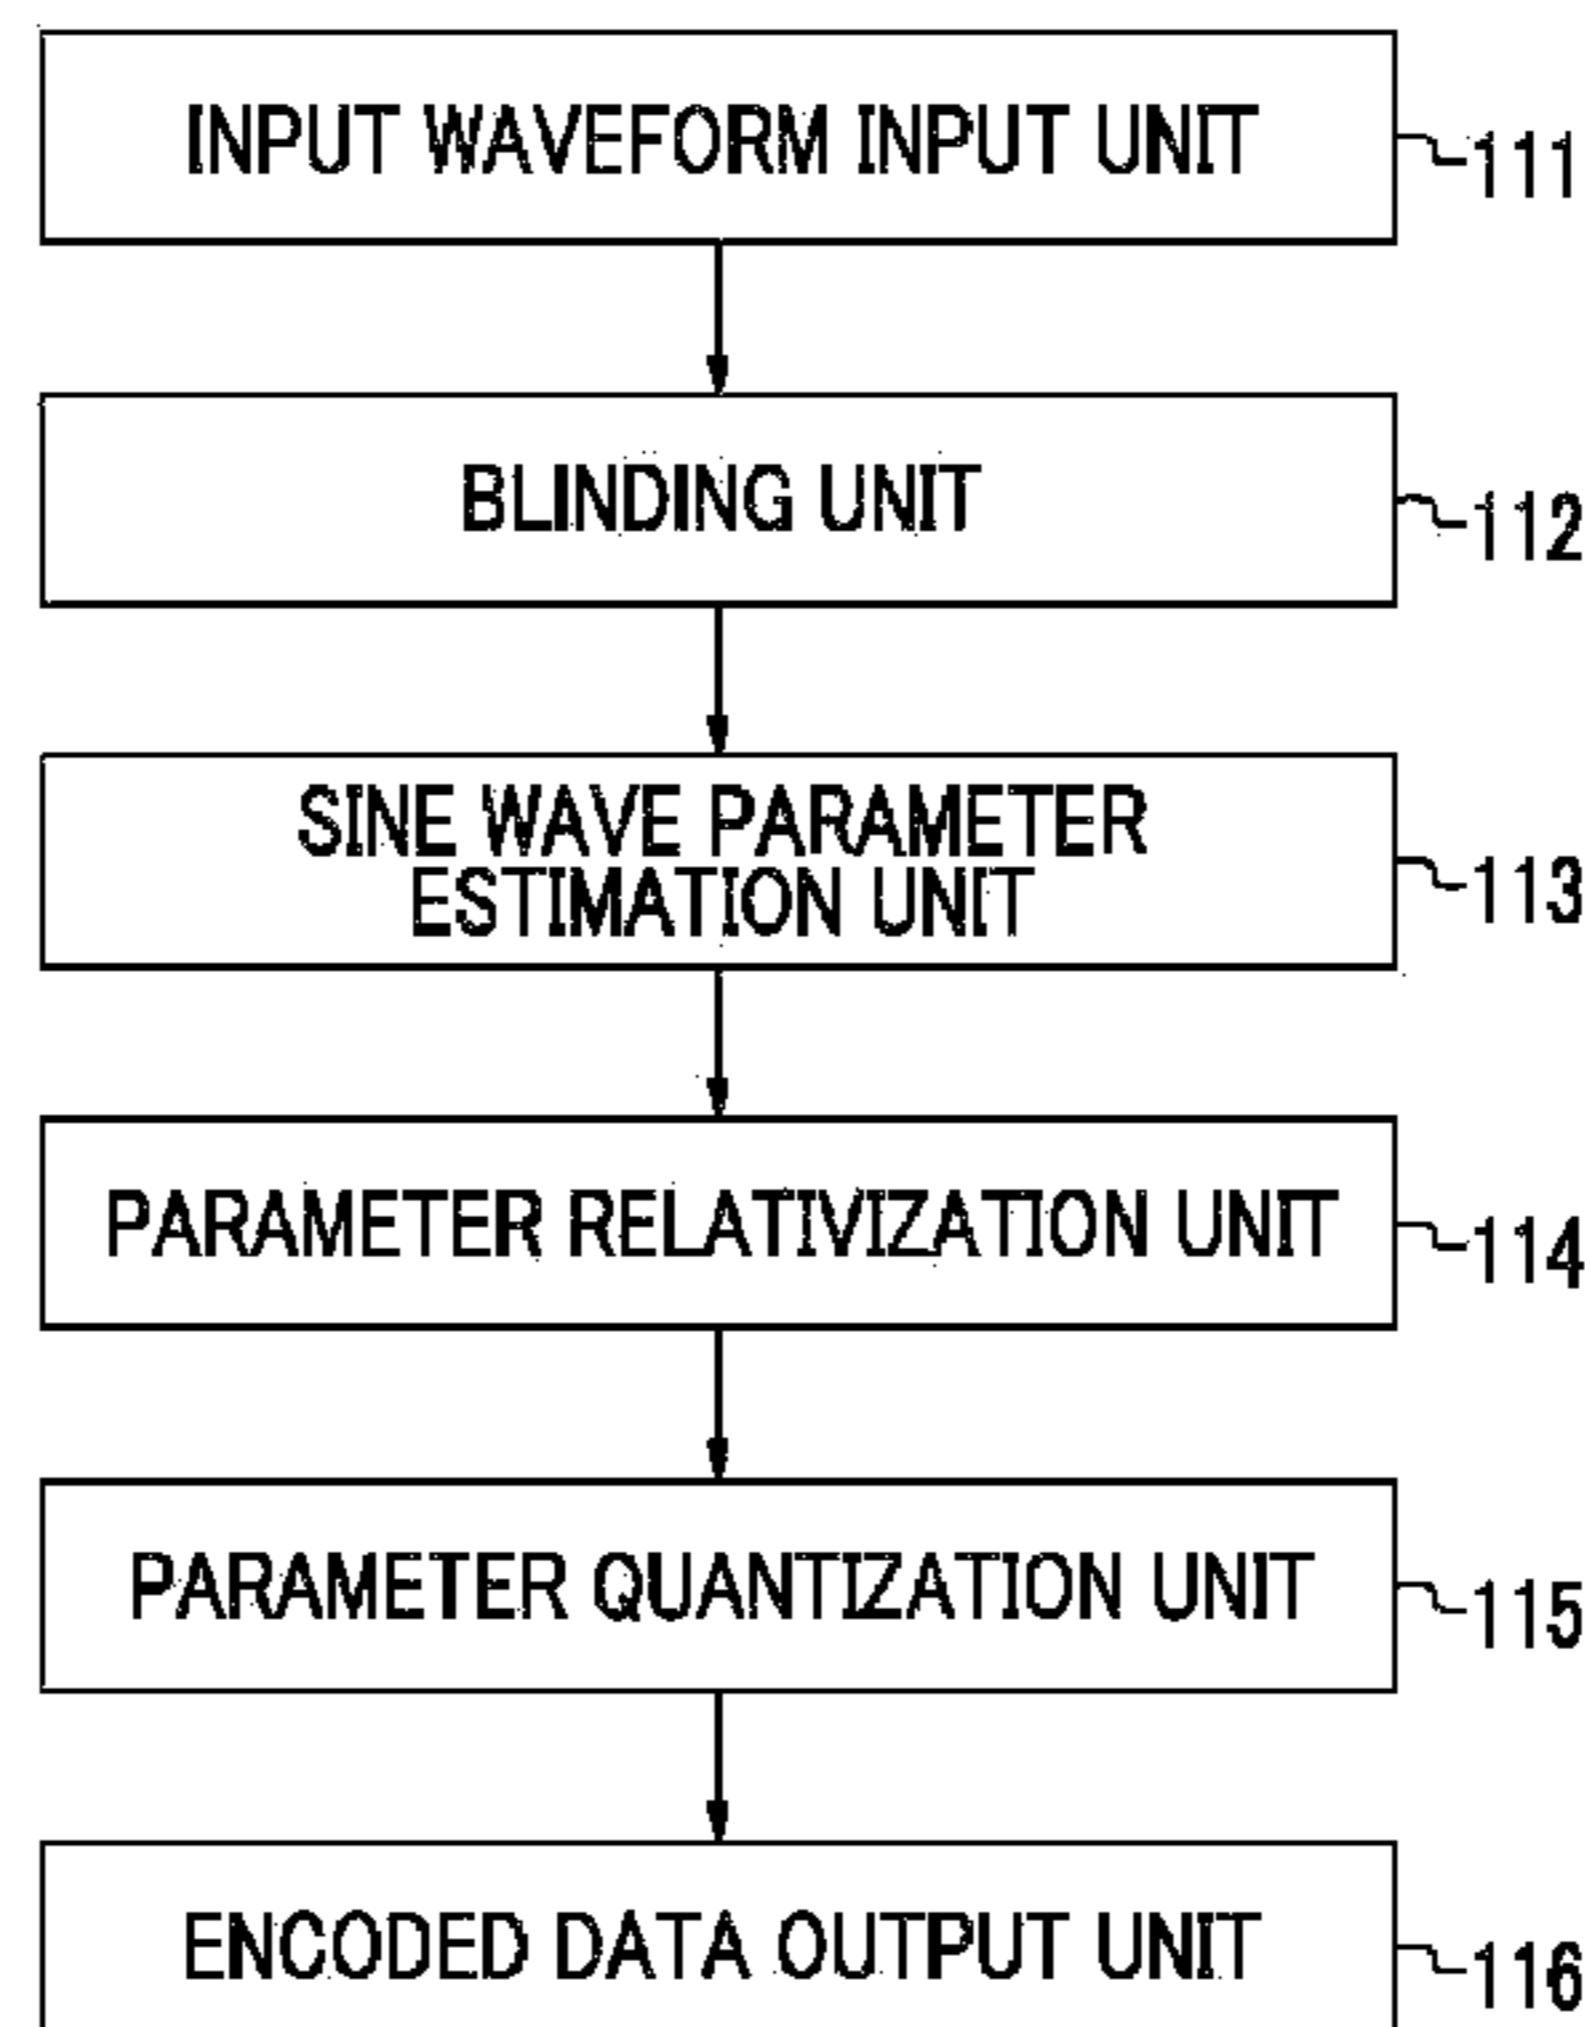 INPUT WAVEFORM INPUT UNIT
111
BLINDING UNIT
112
SINE WAVE PARAMETER
ESTIMATION UNIT
113
PARAMETER RELATIVIZATION UNIT
114
PARAMETER QUANTIZATION UNIT
115
ENCODED DATA OUTPUT UNIT
116